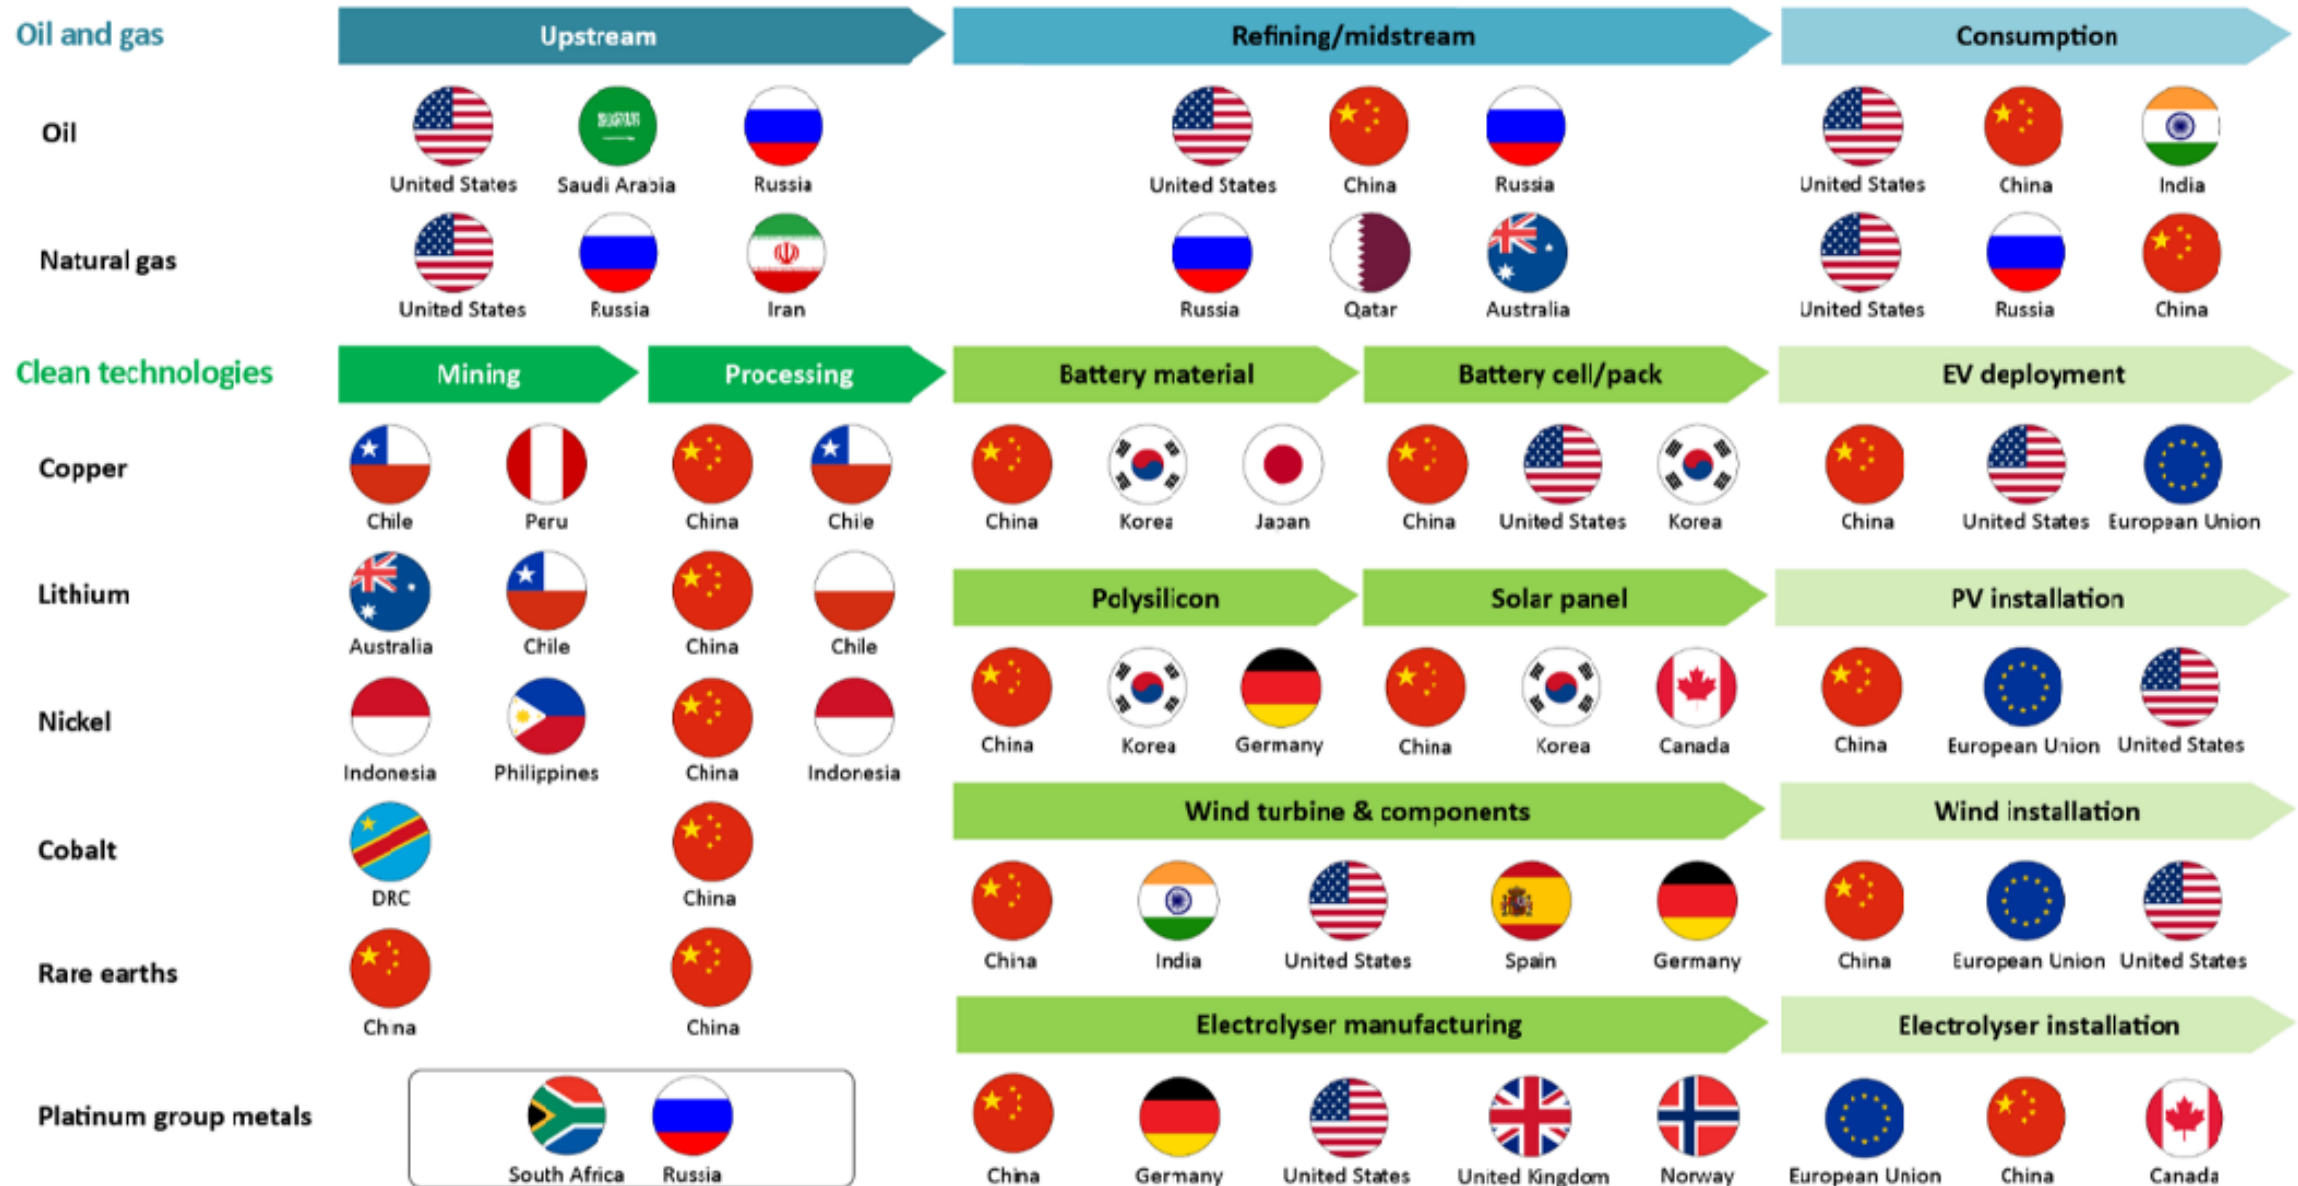 Oil and gas Upstream Refining/midstream Consumption
Oil
United States Saudi Arabia Russia United States China Russia United States China India
Natural gas
United States Russia Iran Russia Qatar Australia United States Russia China
Clean technologies Mining Processing Battery material Battery cell/pack EV deployment
Copper
Chile Peru China Chile China Korea Japan China United States Korea China United States European Union
Lithium Polysilicon Solar panel PV installation
Australia Chile China Chile
Nickel
China Korea Germany China Korea Canada China European Union United States
Indonesia Philippines China Indonesia
Wind turbine & components Wind installation
Cobalt
DRC China
China India United States Spain Germany China European Union United States
Rare earths
China China
Electrolyser manufacturing Electrolyser installation
Platinum group metals
South Africa Russia China Germany United States United Kingdom Norway European Union China Canada